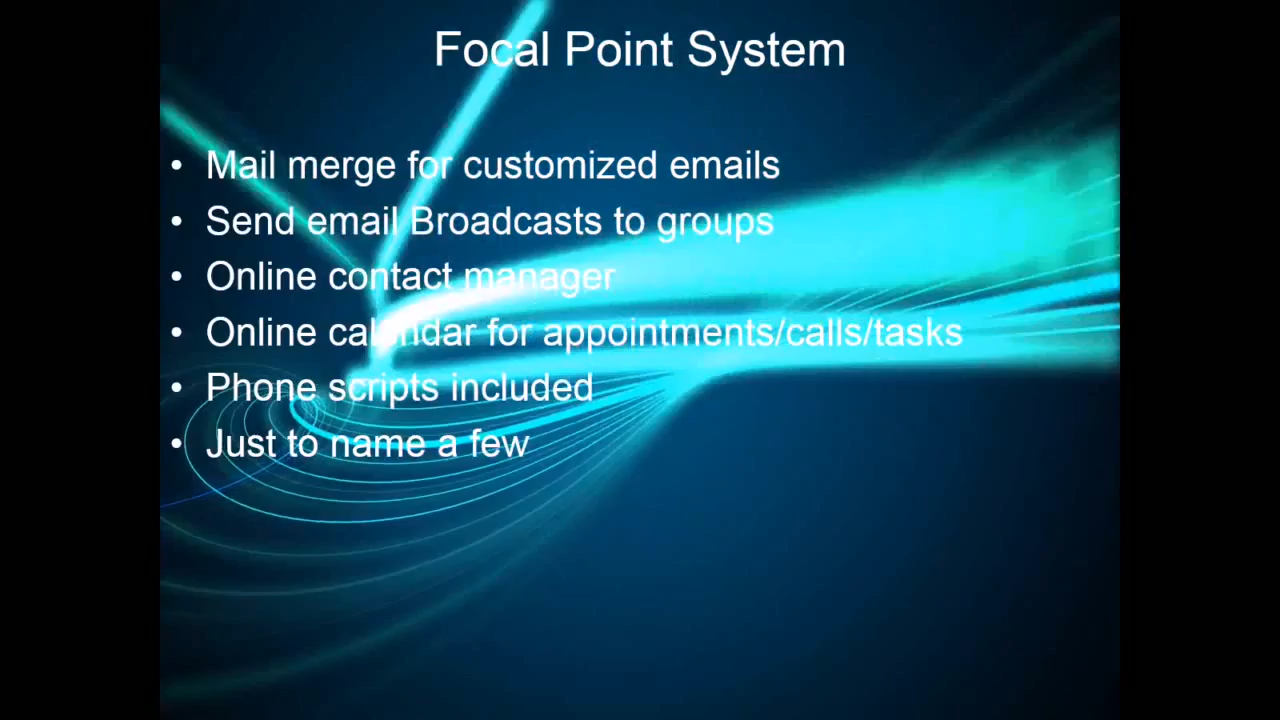 Focal Point System
• Mail merge for customized emails
• Send email Broadcasts to groups
• Online contact manager
• Online calendar for appointments/calls/tasks
• Phone scripts included
• Just to name a few